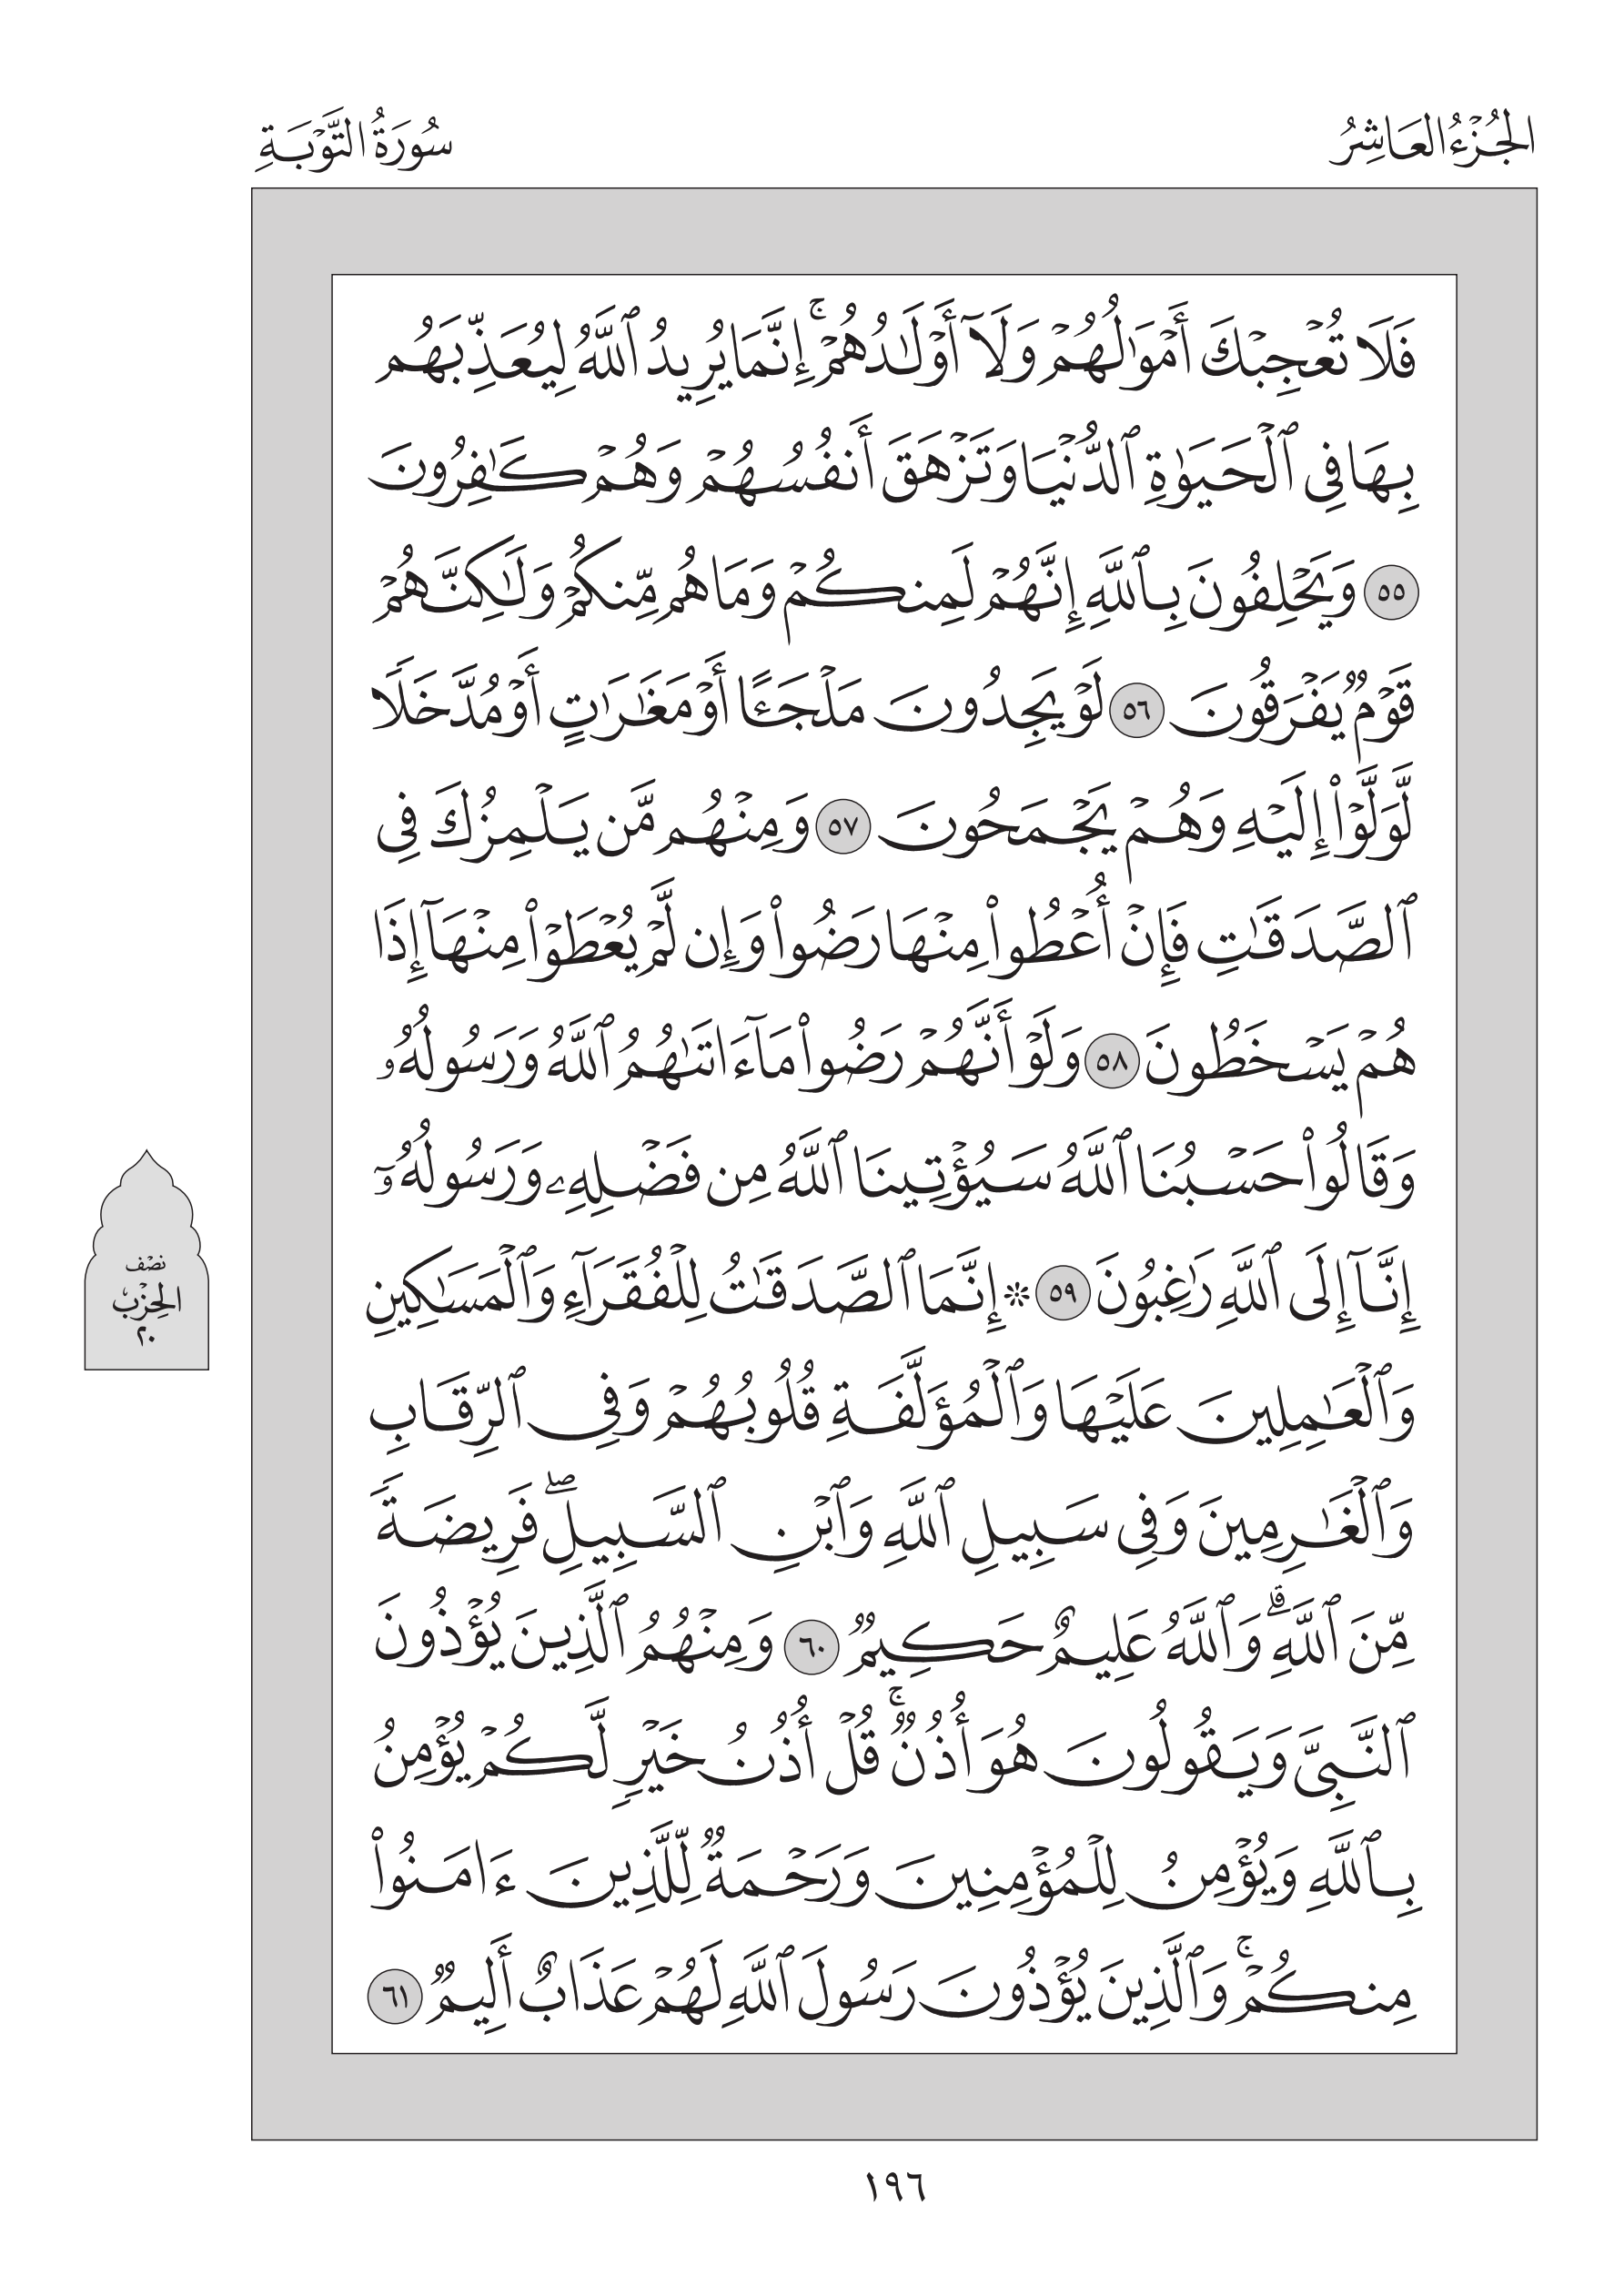 الجُزْءُ العَاشِرُ
سُورَةُ التَّوْبَةِ
فَلَا تُعْجِبْكَ أَمْوَٰلُهُمْ وَلَآ أَوْلَٰدُهُمْ ۚ إِنَّمَا يُرِيدُ ٱللَّهُ لِيُعَذِّبَهُم
بِهَا فِى ٱلْحَيَوٰةِ ٱلدُّنْيَا وَتَزْهَقَ أَنفُسُهُمْ وَهُمْ كَٰفِرُونَ
٥٥ وَيَحْلِفُونَ بِٱللَّهِ إِنَّهُمْ لَمِنكُمْ وَمَا هُم مِّنكُمْ وَلَٰكِنَّهُمْ
قَوْمٌ يَفْرَقُونَ ٥٦ لَوْ يَجِدُونَ مَلْجَـًٔا أَوْ مَغَٰرَٰتٍ أَوْ مُدَّخَلًا
لَّوَلَّوْا۟ إِلَيْهِ وَهُمْ يَجْمَحُونَ ٥٧ وَمِنْهُم مَّن يَلْمِزُكَ فِى
ٱلصَّدَقَٰتِ فَإِنْ أُعْطُوا۟ مِنْهَا رَضُوا۟ وَإِن لَّمْ يُعْطَوْا۟ مِنْهَآ إِذَا
هُمْ يَسْخَطُونَ ٥٨ وَلَوْ أَنَّهُمْ رَضُوا۟ مَآ ءَاتَىٰهُمُ ٱللَّهُ وَرَسُولُهُۥ
وَقَالُوا۟ حَسْبُنَا ٱللَّهُ سَيُؤْتِينَا ٱللَّهُ مِن فَضْلِهِۦ وَرَسُولُهُۥٓ
إِنَّآ إِلَى ٱللَّهِ رَٰغِبُونَ ٥٩ ۞ إِنَّمَا ٱلصَّدَقَٰتُ لِلْفُقَرَآءِ وَٱلْمَسَٰكِينِ
وَٱلْعَٰمِلِينَ عَلَيْهَا وَٱلْمُؤَلَّفَةِ قُلُوبُهُمْ وَفِى ٱلرِّقَابِ
وَٱلْغَٰرِمِينَ وَفِى سَبِيلِ ٱللَّهِ وَٱبْنِ ٱلسَّبِيلِ ۖ فَرِيضَةً
مِّنَ ٱللَّهِ ۗ وَٱللَّهُ عَلِيمٌ حَكِيمٌ ٦٠ وَمِنْهُمُ ٱلَّذِينَ يُؤْذُونَ
ٱلنَّبِىَّ وَيَقُولُونَ هُوَ أُذُنٌ ۚ قُلْ أُذُنُ خَيْرٍ لَّكُمْ يُؤْمِنُ
بِٱللَّهِ وَيُؤْمِنُ لِلْمُؤْمِنِينَ وَرَحْمَةٌ لِّلَّذِينَ ءَامَنُوا۟
مِنكُمْ ۚ وَٱلَّذِينَ يُؤْذُونَ رَسُولَ ٱللَّهِ لَهُمْ عَذَابٌ أَلِيمٌ ٦١
نصف
الحزب
٢٠
١٩٦